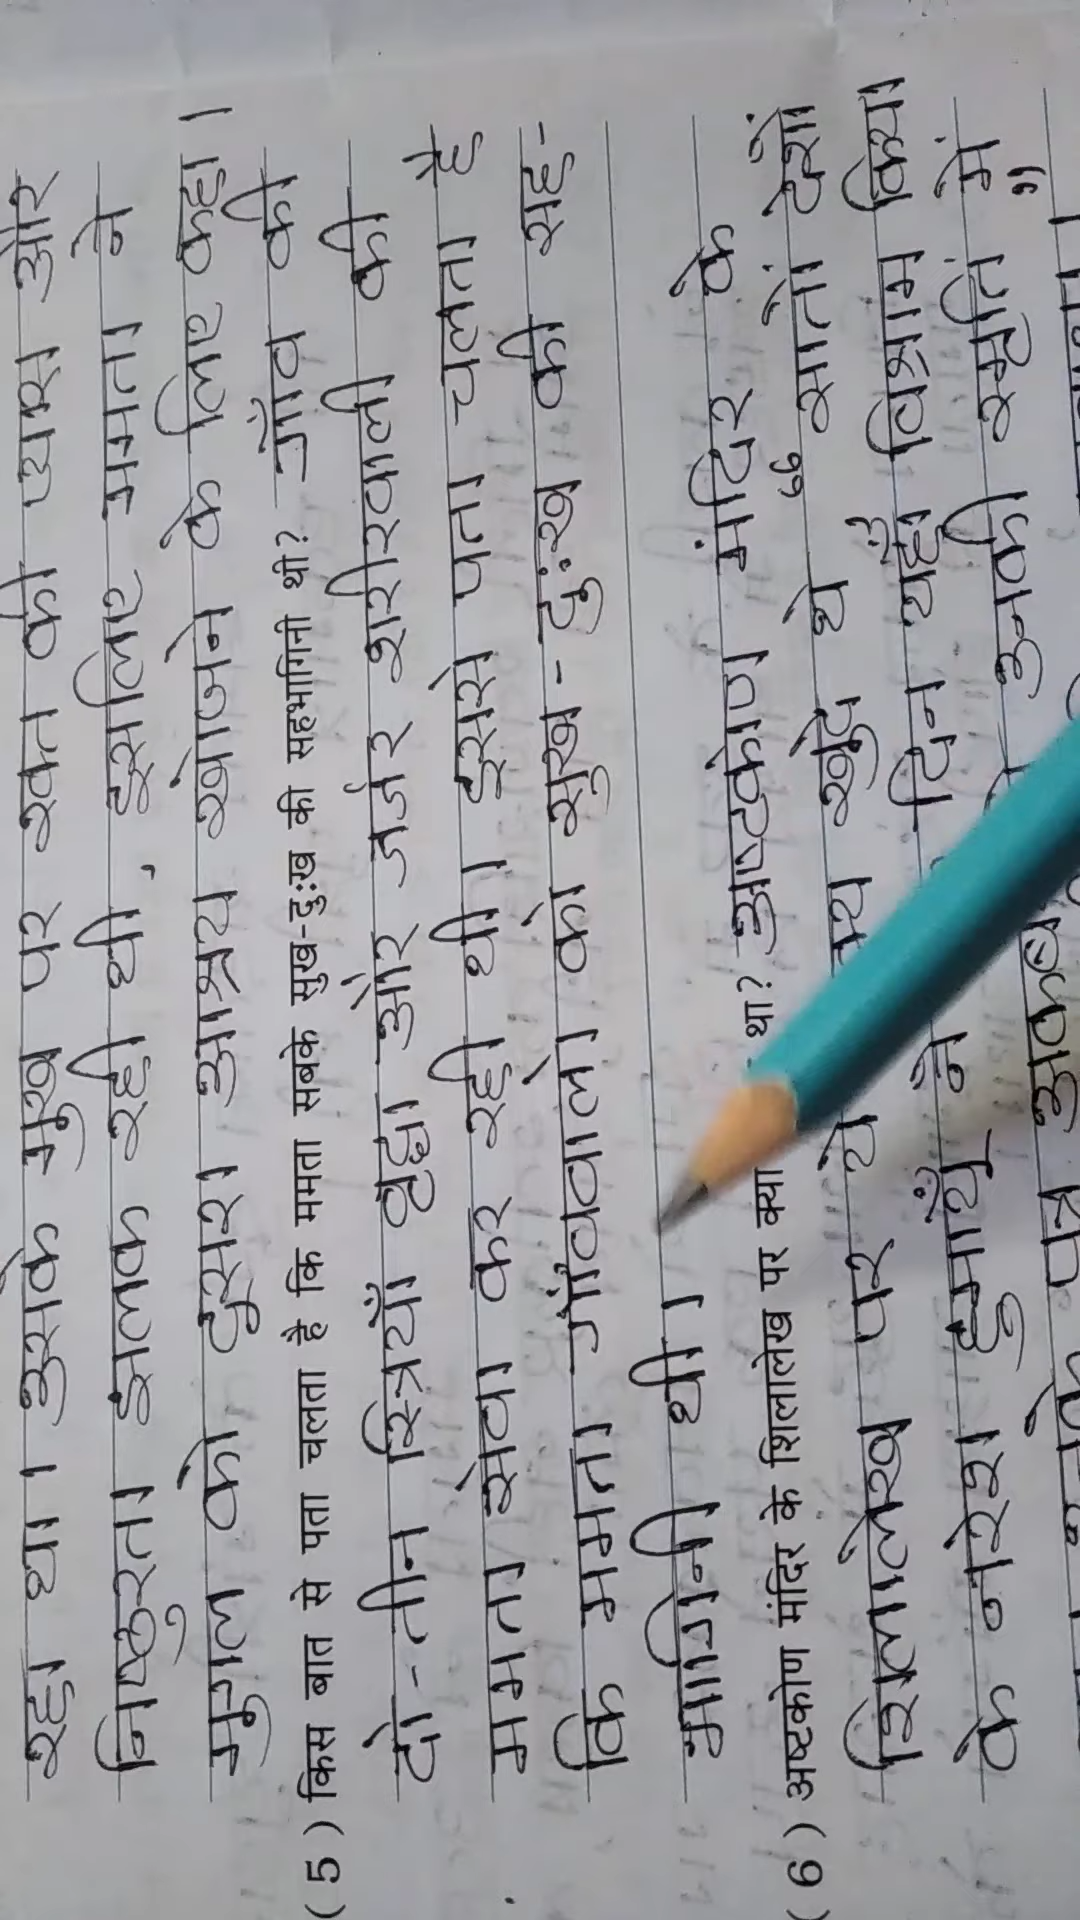 रहा था। उसके मुख पर रक्त की प्यास और
निष्ठुरता झलक रही थी, इसलिए ममता ने
मुगल को दुसरा आश्रय खोजने के लिए कहा।
(5) किस बात से पता चलता है कि ममता सबके सुख-दुःख की सहभागिनी थी? गाँव की
दो-तीन स्त्रियाँ वृद्धा और जर्जर शरीरवाली की
ममता सेवा कर रही थी। इससे पता चलता है
कि ममता गाँववालो को सुख-दुःख की सह-
भागिनी थी।
(6) अष्टकोण मंदिर के शिलालेख पर क्या था? अष्टकोण मंदिर के
शिलालेख पर ये खुदे थे "सातों देशों
के नरेश हुमायूँ ने दिन यहाँ विश्राम किया
पुत्र उनकी स्मृति में